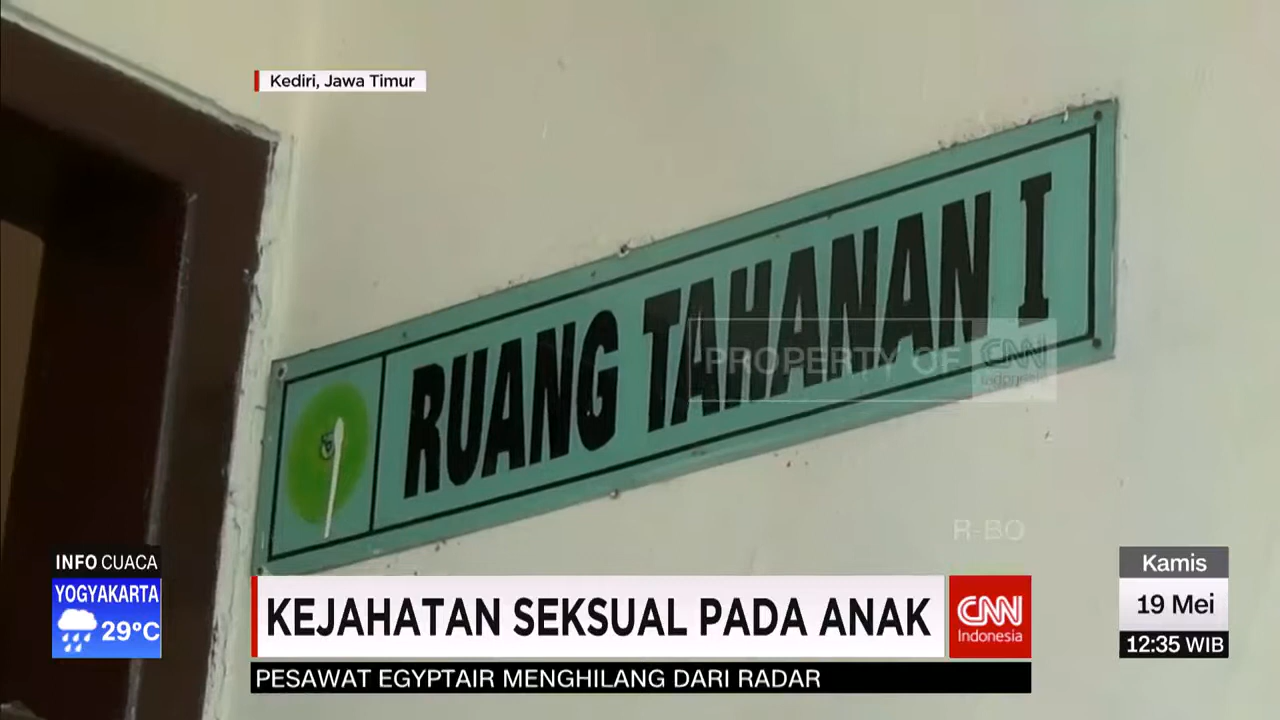 Kediri, Jawa Timur
RUANG TAHANAN I
PROPERTY OF CNN Indonesia
R-BO
INFO CUACA
YOGYAKARTA
29°C
KEJAHATAN SEKSUAL PADA ANAK
CNN Indonesia
PESAWAT EGYPTAIR MENGHILANG DARI RADAR
Kamis
19 Mei
12:35 WIB